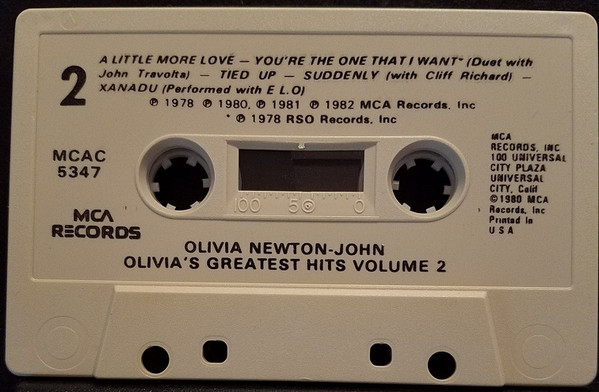 2
A LITTLE MORE LOVE — YOU'RE THE ONE THAT I WANT* (Duet with
John Travolta) — TIED UP — SUDDENLY (with Cliff Richard) —
XANADU (Performed with E L.O)
℗ 1978 ℗ 1980, ℗ 1981 ℗ 1982 MCA Records, Inc
* ℗ 1978 RSO Records, Inc
MCAC
5347
MCA
RECORDS
100 50 0
MCA
RECORDS, INC
100 UNIVERSAL
CITY PLAZA
UNIVERSAL
CITY, Calif
©1980 MCA
Records, Inc
Printed in
U S A
OLIVIA NEWTON-JOHN
OLIVIA'S GREATEST HITS VOLUME 2